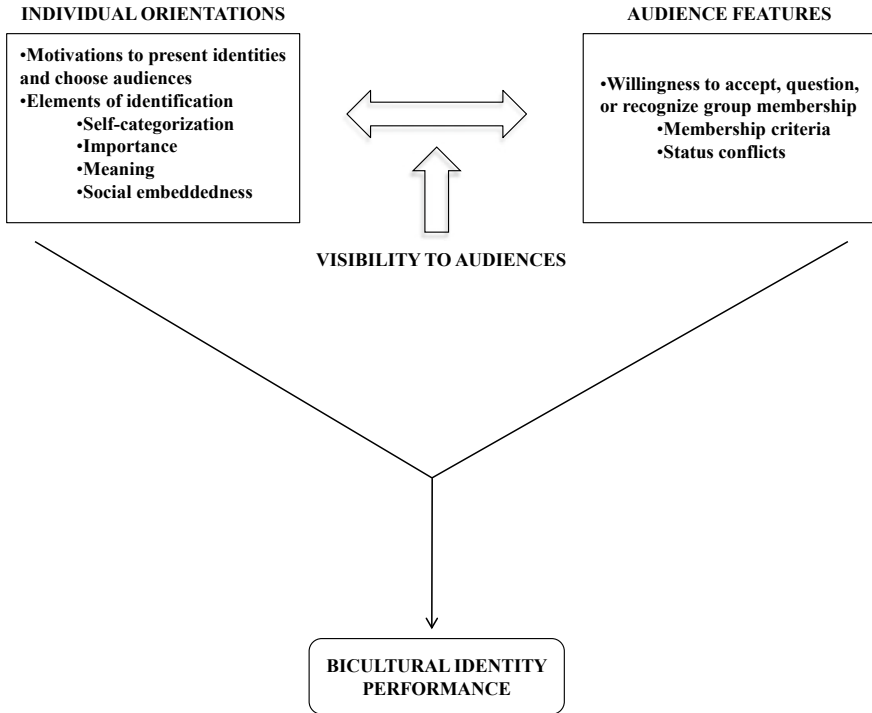 INDIVIDUAL ORIENTATIONS
•Motivations to present identities
and choose audiences
•Elements of identification
•Self-categorization
•Importance
•Meaning
•Social embeddedness
AUDIENCE FEATURES
•Willingness to accept, question,
or recognize group membership
•Membership criteria
•Status conflicts
VISIBILITY TO AUDIENCES
BICULTURAL IDENTITY
PERFORMANCE